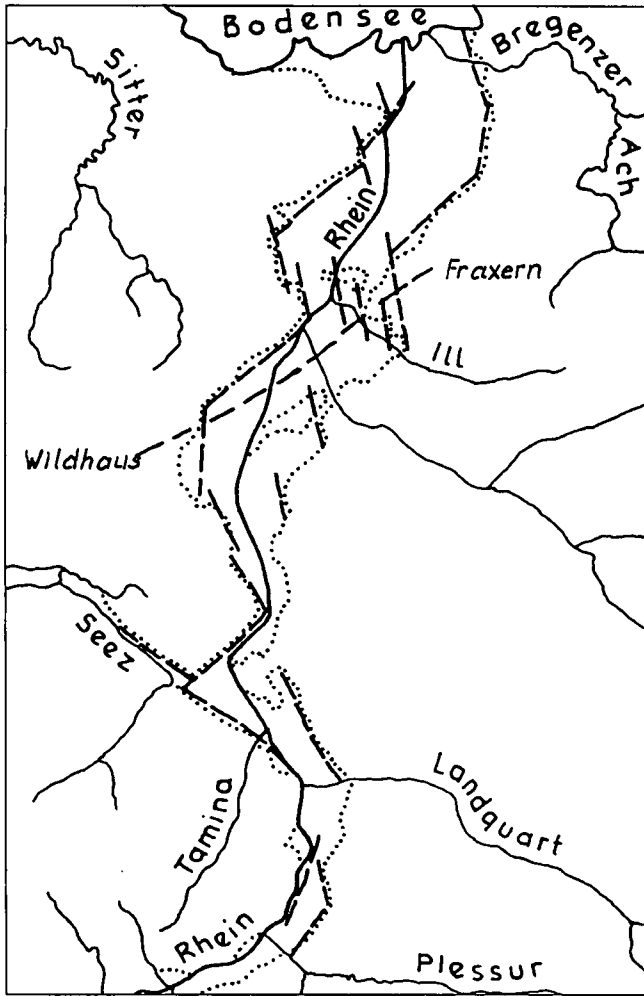 Bodensee
Bregenzer
Ach
Sitter
Rhein
Fraxern
Ill
Wildhaus
Seez
Tamina
Landquart
Rhein
Plessur